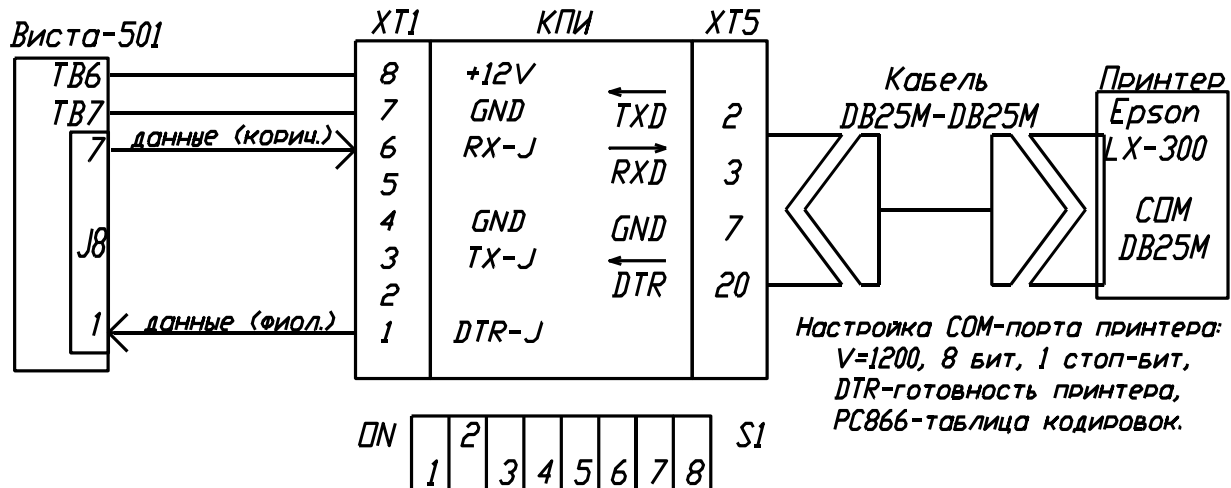 Виста-501
XT1
КПИ
XT5
ТВ6
ТВ7
данные (корич.)
7
J8
1
данные (фиол.)
8
+12V
7
GND
6
RX-J
5
4
GND
3
TX-J
2
1
DTR-J
TXD
2
RXD
3
GND
7
DTR
20
Кабель
DB25M-DB25M
Принтер
Epson
LX-300
COM
DB25M
Настройка COM-порта принтера:
V=1200, 8 бит, 1 стоп-бит,
DTR-готовность принтера,
PC866-таблица кодировок.
ON
1 2 3 4 5 6 7 8
S1